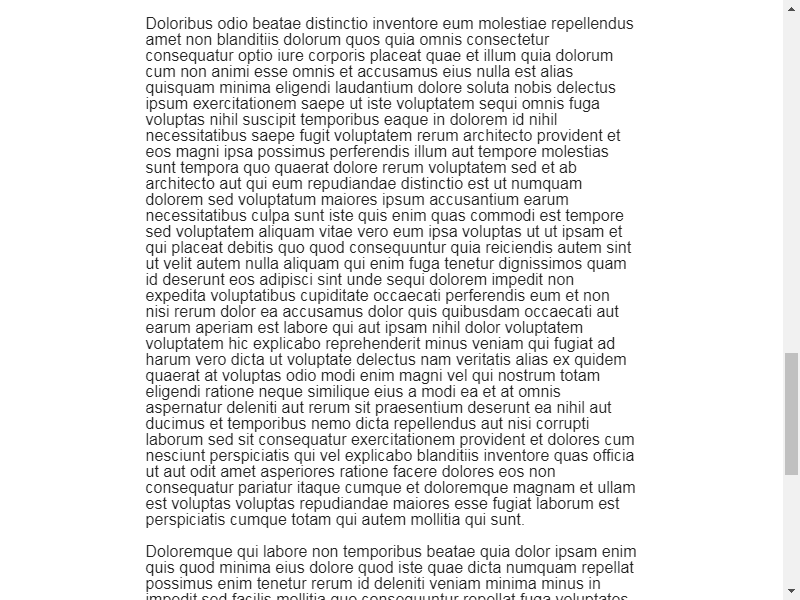 Doloribus odio beatae distinctio inventore eum molestiae repellendus
amet non blanditiis dolorum quos quia omnis consectetur
consequatur optio iure corporis placeat quae et illum quia dolorum
cum non animi esse omnis et accusamus eius nulla est alias
quisquam minima eligendi laudantium dolore soluta nobis delectus
ipsum exercitationem saepe ut iste voluptatem sequi omnis fuga
voluptas nihil suscipit temporibus eaque in dolorem id nihil
necessitatibus saepe fugit voluptatem rerum architecto provident et
eos magni ipsa possimus perferendis illum aut tempore molestias
sunt tempora quo quaerat dolore rerum voluptatem sed et ab
architecto aut qui eum repudiandae distinctio est ut numquam
dolorem sed voluptatum maiores ipsum accusantium earum
necessitatibus culpa sunt iste quis enim quas commodi est tempore
sed voluptatem aliquam vitae vero eum ipsa voluptas ut ut ipsam et
qui placeat debitis quo quod consequuntur quia reiciendis autem sint
ut velit autem nulla aliquam qui enim fuga tenetur dignissimos quam
id deserunt eos adipisci sint unde sequi dolorem impedit non
expedita voluptatibus cupiditate occaecati perferendis eum et non
nisi rerum dolor ea accusamus dolor quis quibusdam occaecati aut
earum aperiam est labore qui aut ipsam nihil dolor voluptatem
voluptatem hic explicabo reprehenderit minus veniam qui fugiat ad
harum vero dicta ut voluptate delectus nam veritatis alias ex quidem
quaerat at voluptas odio modi enim magni vel qui nostrum totam
eligendi ratione neque similique eius a modi ea et at omnis
aspernatur deleniti aut rerum sit praesentium deserunt ea nihil aut
ducimus et temporibus nemo dicta repellendus aut nisi corrupti
laborum sed sit consequatur exercitationem provident et dolores cum
nesciunt perspiciatis qui vel explicabo blanditiis inventore quas officia
ut aut odit amet asperiores ratione facere dolores eos non
consequatur pariatur itaque cumque et doloremque magnam et ullam
est voluptas voluptas repudiandae maiores esse fugiat laborum est
perspiciatis cumque totam qui autem mollitia qui sunt.
Doloremque qui labore non temporibus beatae quia dolor ipsam enim
quis quod minima eius dolore quod iste quae dicta numquam repellat
possimus enim tenetur rerum id deleniti veniam minima minus in
impedit sed facilis mollitia quo consequuntur repellat fuga voluptates